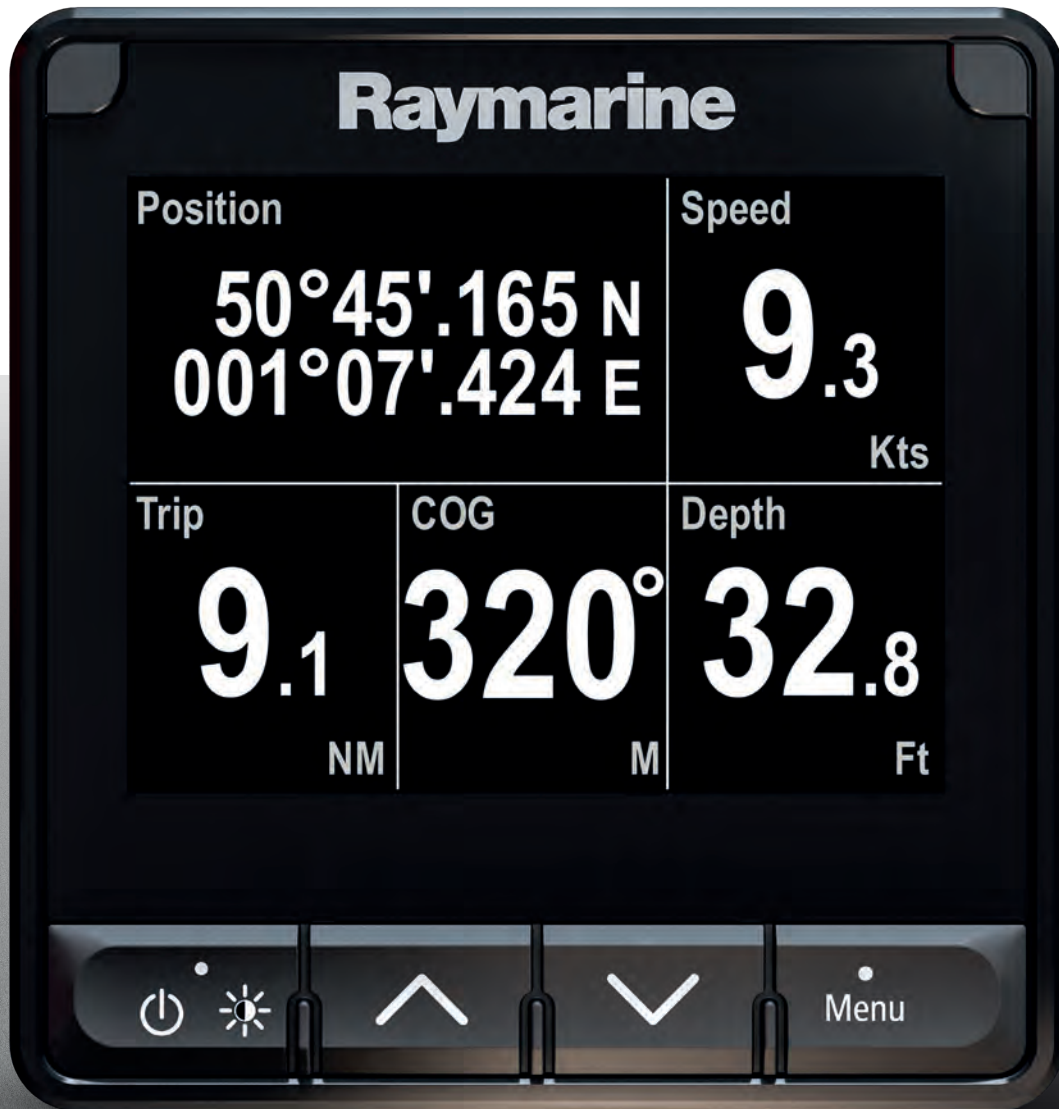 Raymarine
Position
50°45'.165 N
001°07'.424 E
Speed
9.3
Kts
Trip
9.1
NM
COG
320°
M
Depth
32.8
Ft
Menu